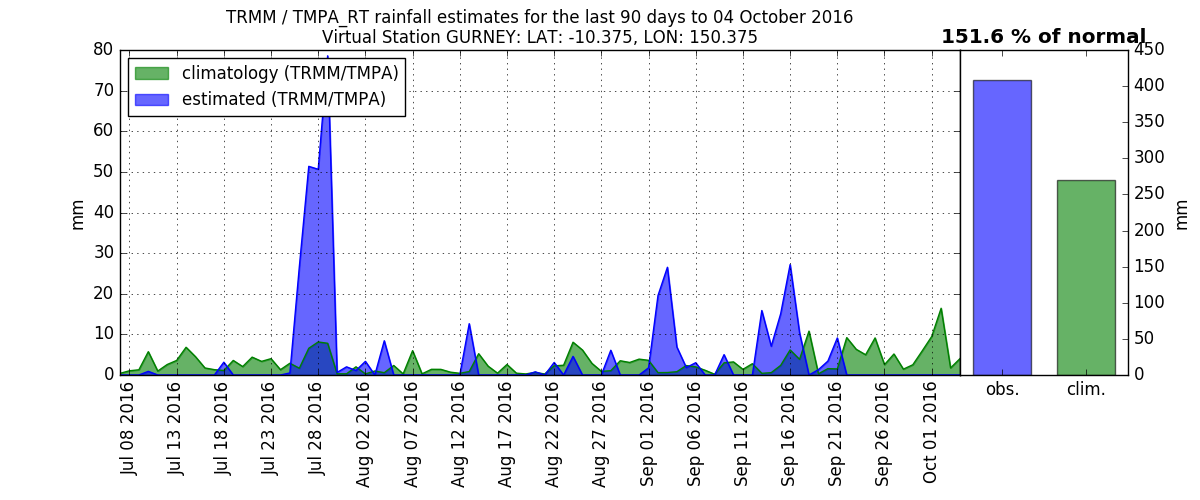 TRMM / TMPA_RT rainfall estimates for the last 90 days to 04 October 2016
Virtual Station GURNEY: LAT: -10.375, LON: 150.375
151.6 % of normal
climatology (TRMM/TMPA)
estimated (TRMM/TMPA)
mm
80
70
60
50
40
30
20
10
0
Jul 08 2016
Jul 13 2016
Jul 18 2016
Jul 23 2016
Jul 28 2016
Aug 02 2016
Aug 07 2016
Aug 12 2016
Aug 17 2016
Aug 22 2016
Aug 27 2016
Sep 01 2016
Sep 06 2016
Sep 11 2016
Sep 16 2016
Sep 21 2016
Sep 26 2016
Oct 01 2016
450
400
350
300
250
200
150
100
50
0
mm
obs.
clim.